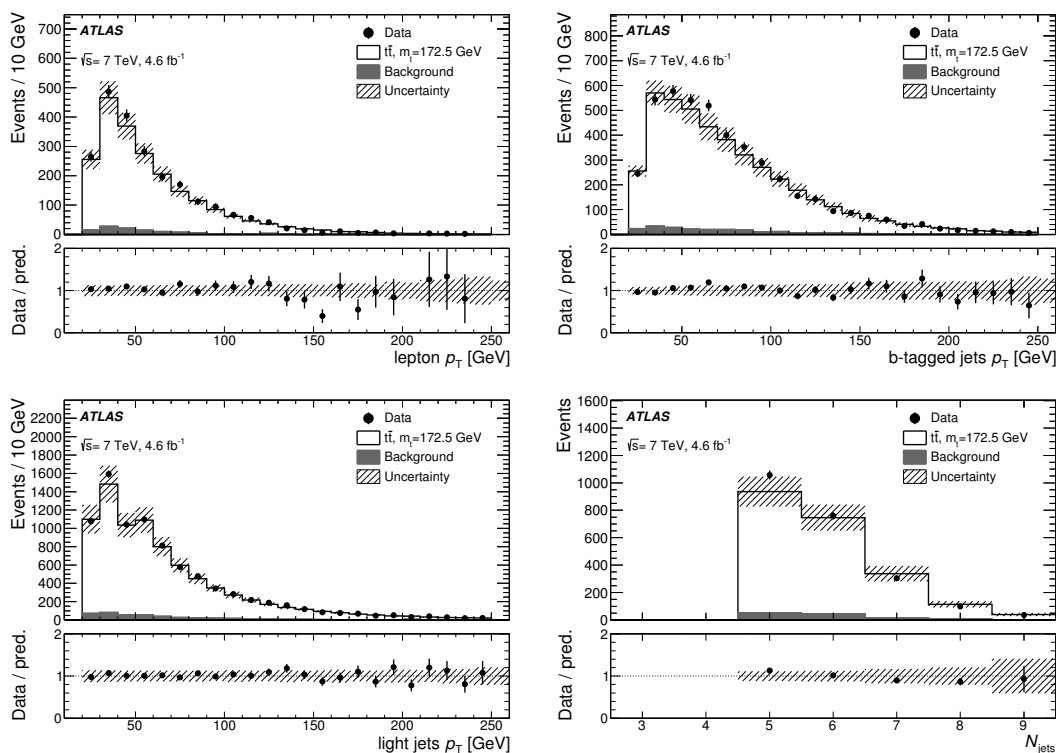 Events / 10 GeV
700
600
500
400
300
200
100
0
ATLAS
√s= 7 TeV, 4.6 fb⁻¹
Data
tt̄, mₜ=172.5 GeV
Background
Uncertainty
Data / pred.
2
1
0
50 100 150 200 250
lepton p_T [GeV]
Events / 10 GeV
900
800
700
600
500
400
300
200
100
0
ATLAS
√s= 7 TeV, 4.6 fb⁻¹
Data
tt̄, mₜ=172.5 GeV
Background
Uncertainty
Data / pred.
2
1
0
50 100 150 200 250
b-tagged jets p_T [GeV]
Events / 10 GeV
2200
2000
1800
1600
1400
1200
1000
800
600
400
200
0
ATLAS
√s= 7 TeV, 4.6 fb⁻¹
Data
tt̄, mₜ=172.5 GeV
Background
Uncertainty
Data / pred.
2
1
0
50 100 150 200 250
light jets p_T [GeV]
Events
1600
1400
1200
1000
800
600
400
200
0
ATLAS
√s= 7 TeV, 4.6 fb⁻¹
Data
tt̄, mₜ=172.5 GeV
Background
Uncertainty
Data / pred.
2
1
0
3 4 5 6 7 8 9
N_jets